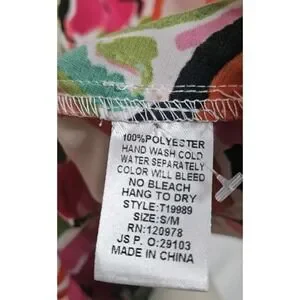 100%POLYESTER
HAND WASH COLD
WATER SEPARATELY
COLOR WILL BLEED
NO BLEACH
HANG TO DRY
STYLE:T19989
SIZE:S/M
RN:120978
JS P. O:29103
MADE IN CHINA